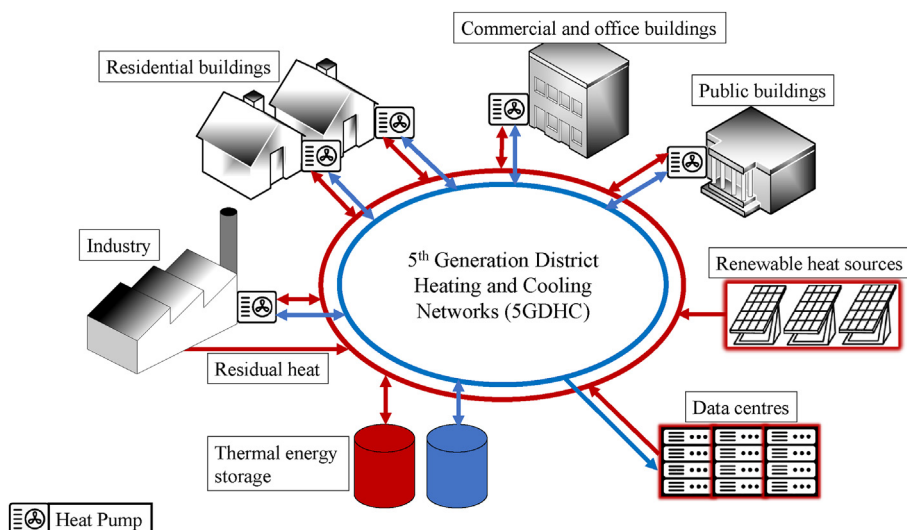 Commercial and office buildings
Residential buildings
Public buildings
Industry
5th Generation District
Heating and Cooling
Networks (5GDHC)
Renewable heat sources
Residual heat
Data centres
Thermal energy
storage
Heat Pump